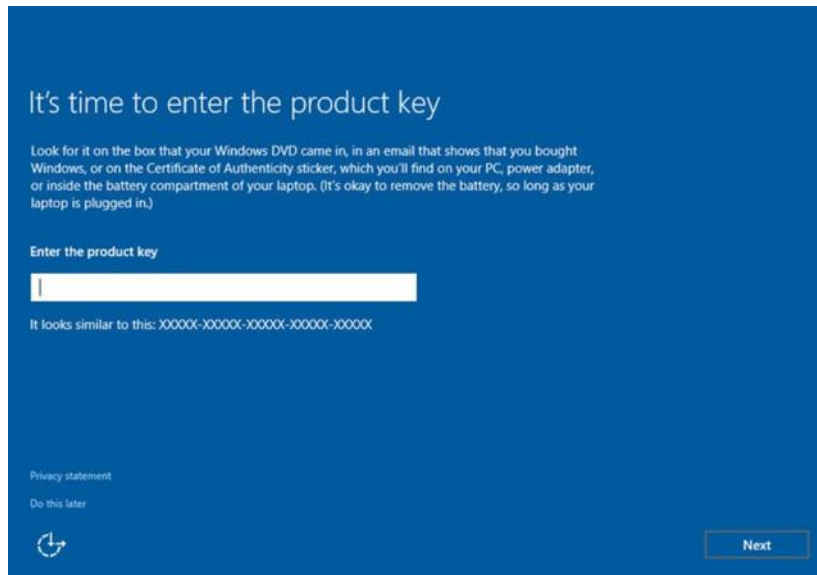 It's time to enter the product key
Look for it on the box that your Windows DVD came in, in an email that shows that you bought
Windows, or on the Certificate of Authenticity sticker, which you'll find on your PC, power adapter,
or inside the battery compartment of your laptop. (It's okay to remove the battery, so long as your
laptop is plugged in.)
Enter the product key
It looks similar to this: XXXXX-XXXXX-XXXXX-XXXXX-XXXXX
Privacy statement
Do this later
Next